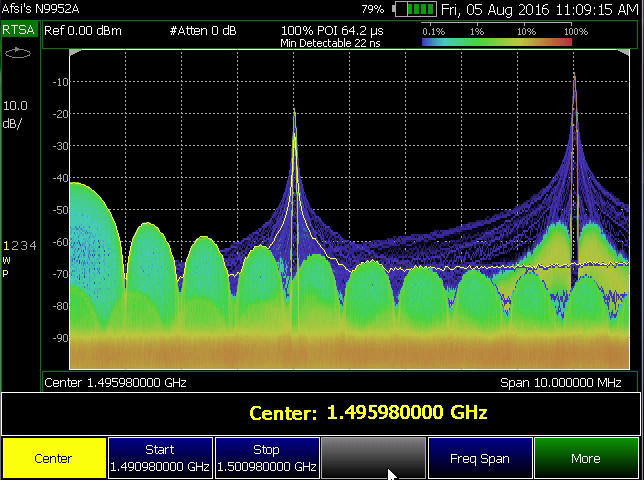 Afsi's N9952A 79% Fri, 05 Aug 2016 11:09:15 AM
RTSA Ref 0.00 dBm #Atten 0 dB 100% POI 64.2 µs 0.1% 1% 10% 100%
Min Detectable 22 ns
-10
10.0
-20
dB/
-30
-40
-50
1234
-60
W
-70
P
-80
-90
Center 1.495980000 GHz Span 10.000000 MHz
Center: 1.495980000 GHz
Center
Start
1.490980000 GHz
Stop
1.500980000 GHz
Freq Span
More